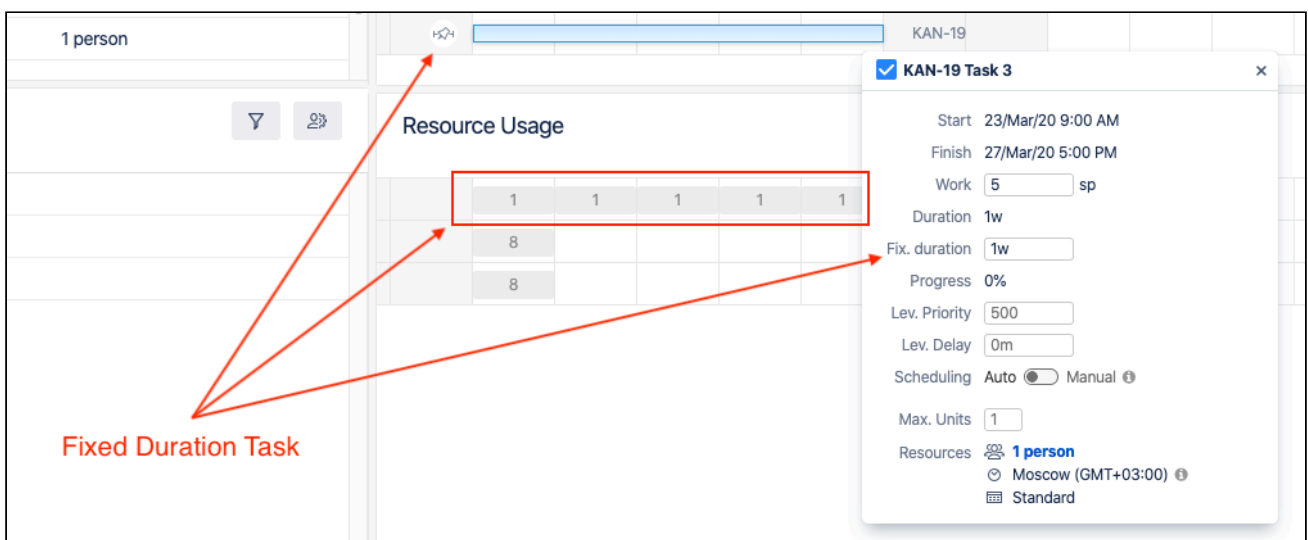 1 person
KAN-19
KAN-19 Task 3
Start 23/Mar/20 9:00 AM
Finish 27/Mar/20 5:00 PM
Resource Usage
Work 5 sp
1 1 1 1 1
Duration 1w
8
Fix. duration 1w
8
Progress 0%
Lev. Priority 500
Lev. Delay 0m
Scheduling Auto Manual
Max. Units 1
Fixed Duration Task
Resources 1 person
Moscow (GMT+03:00)
Standard